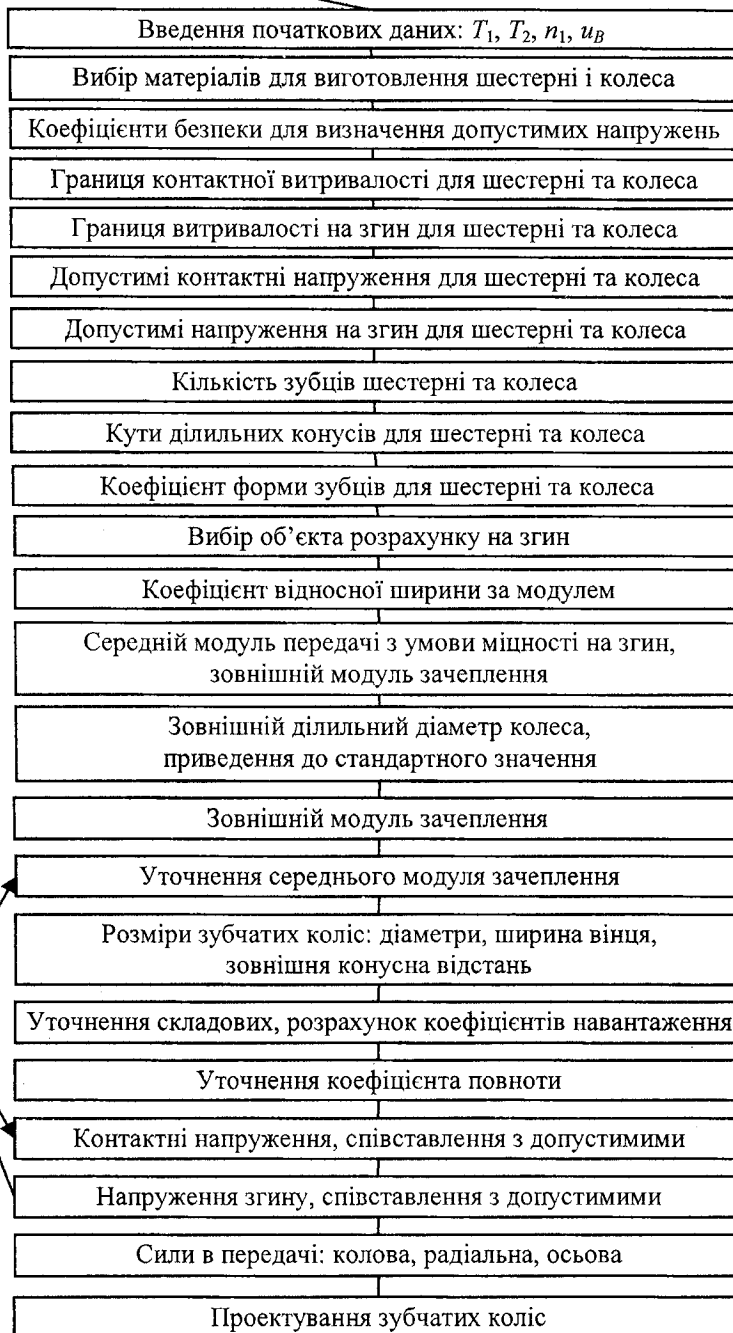 Введення початкових даних: T₁, T₂, n₁, u_B
Вибір матеріалів для виготовлення шестерні і колеса
Коефіцієнти безпеки для визначення допустимих напружень
Границя контактної витривалості для шестерні та колеса
Границя витривалості на згин для шестерні та колеса
Допустимі контактні напруження для шестерні та колеса
Допустимі напруження на згин для шестерні та колеса
Кількість зубців шестерні та колеса
Кути ділильних конусів для шестерні та колеса
Коефіцієнт форми зубців для шестерні та колеса
Вибір об’єкта розрахунку на згин
Коефіцієнт відносної ширини за модулем
Середній модуль передачі з умови міцності на згин,
зовнішній модуль зачеплення
Зовнішній ділильний діаметр колеса,
приведення до стандартного значення
Зовнішній модуль зачеплення
Уточнення середнього модуля зачеплення
Розміри зубчатих коліс: діаметри, ширина вінця,
зовнішня конусна відстань
Уточнення складових, розрахунок коефіцієнтів навантаження
Уточнення коефіцієнта повноти
Контактні напруження, співставлення з допустимими
Напруження згину, співставлення з допустимими
Сили в передачі: колова, радіальна, осьова
Проектування зубчатих коліс